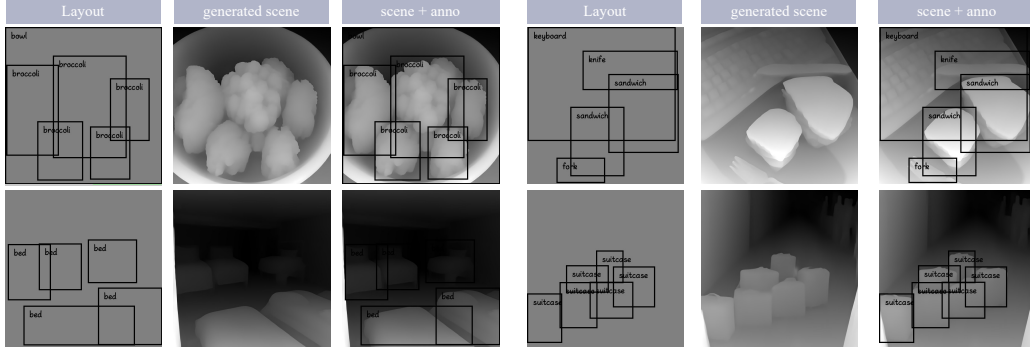 Layout generated scene scene + anno Layout generated scene scene + anno
bowl
broccoli
broccoli
broccoli
broccoli
broccoli
bowl
broccoli
broccoli
broccoli
broccoli
broccoli
keyboard
knife
sandwich
sandwich
fork
keyboard
knife
sandwich
sandwich
fork
bed
bed
bed
bed
bed
bed
bed
bed
bed
bed
suitcase
suitcase
suitcase
suitcase
suitcase
suitcase
suitcase
suitcase
suitcase
suitcase
suitcase
suitcase